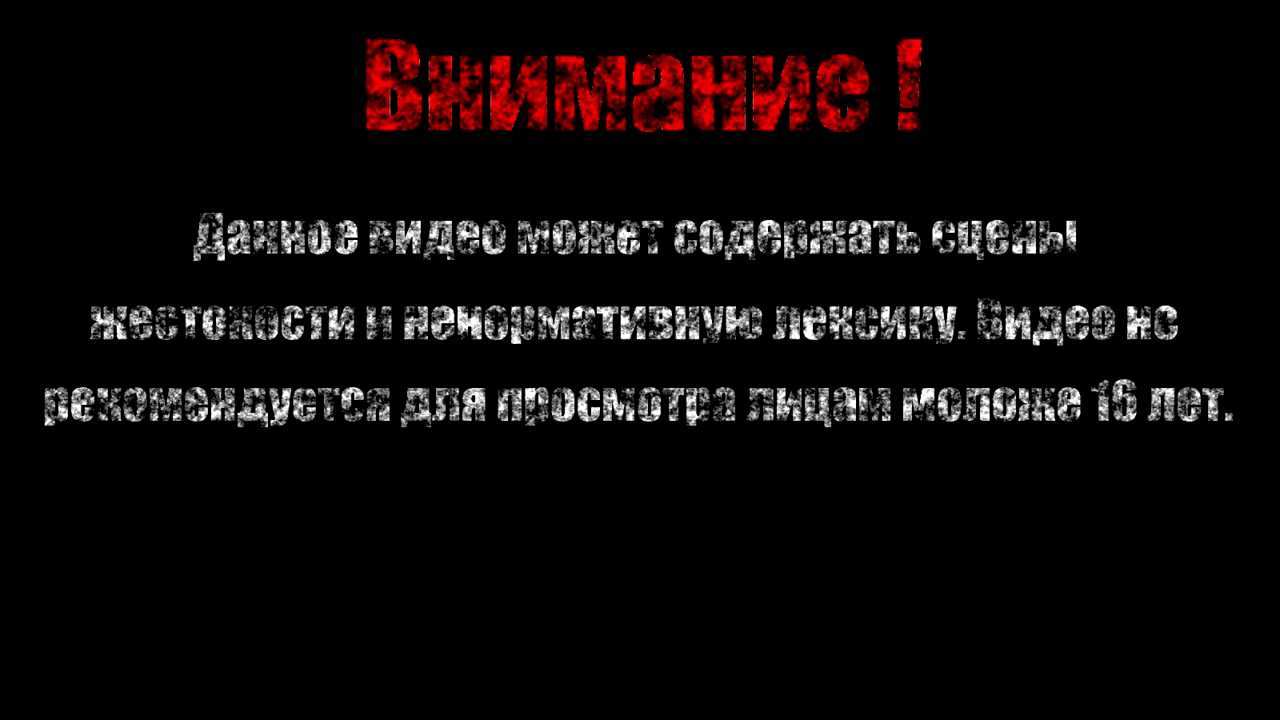 Внимание !
Данное видео может содержать сцены
жестокости и ненормативную лексику. Видео не
рекомендуется для просмотра лицам моложе 16 лет.